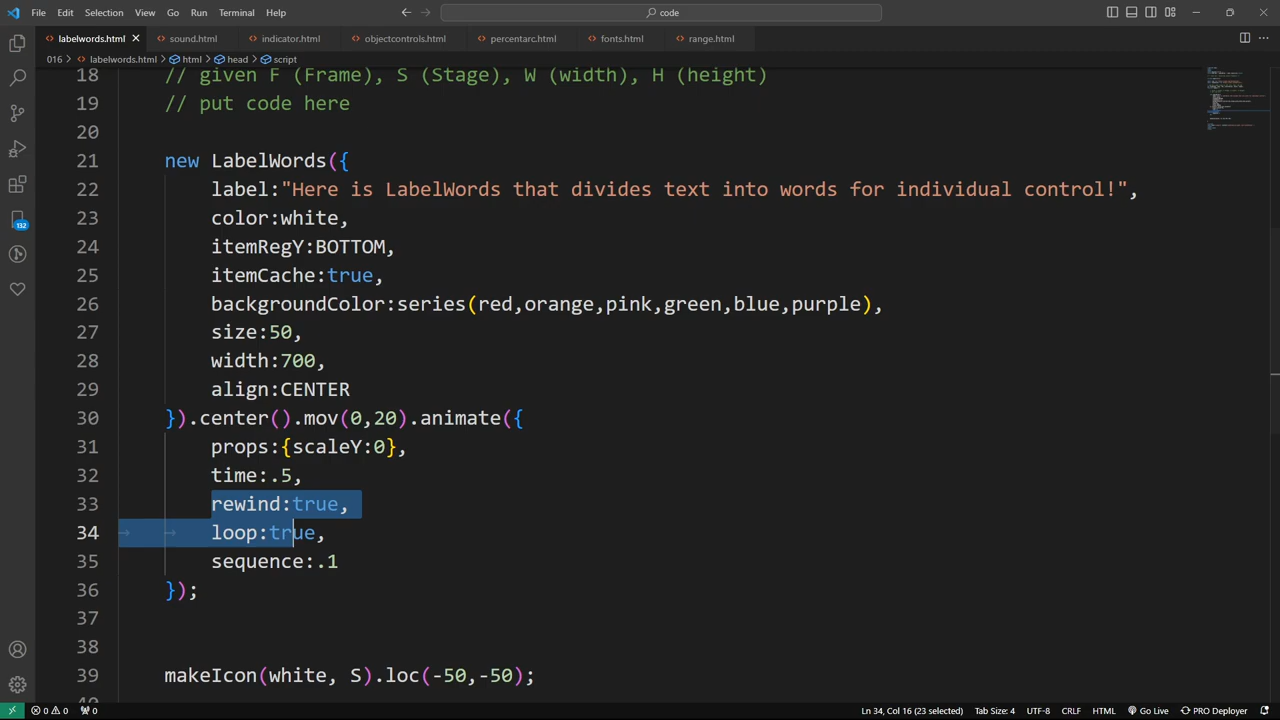 File Edit Selection View Go Run Terminal Help
code
labelwords.html sound.html indicator.html objectcontrols.html percentarc.html fonts.html range.html
016 > labelwords.html > html > head > script
18 // given F (Frame), S (Stage), W (width), H (height)
19 // put code here
20
21 new LabelWords({
22 label:"Here is LabelWords that divides text into words for individual control!",
23 color:white,
24 itemRegY:BOTTOM,
25 itemCache:true,
26 backgroundColor:series(red,orange,pink,green,blue,purple),
27 size:50,
28 width:700,
29 align:CENTER
30 }).center().mov(0,20).animate({
31 props:{scaleY:0},
32 time:.5,
33 rewind:true,
34 loop:true,
35 sequence:.1
36 });
37
38
39 makeIcon(white, S).loc(-50,-50);
132
0 0 0 Ln 34, Col 16 (23 selected) Tab Size: 4 UTF-8 CRLF HTML Go Live PRO Deployer